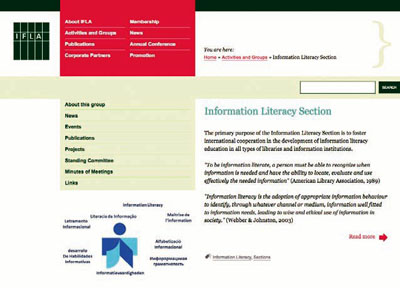 IFLA
About IFLA
Activities and Groups
Publications
Corporate Partners
Membership
News
Annual Conference
Promotion
You are here:
Home » Activities and Groups » Information Literacy Section
SEARCH
About this group
News
Events
Publications
Projects
Standing Committee
Minutes of Meetings
Links
Information Literacy
Literacia de Informação
Maîtrise de l'information
Letramento Informacional
Alfabetização Informacional
desarrollo De Habilidades Informativas
Информационная грамотность
Informatievaardigheden
Information Literacy Section
The primary purpose of the Information Literacy Section is to foster
international cooperation in the development of information literacy
education in all types of libraries and information institutions.
"To be information literate, a person must be able to recognize when
information is needed and have the ability to locate, evaluate and use
effectively the needed information" (American Library Association, 1989)
"Information literacy is the adoption of appropriate information behaviour
to identify, through whatever channel or medium, information well fitted
to information needs, leading to wise and ethical use of information in
society." (Webber & Johnston, 2003)
Read more
Information Literacy, Sections